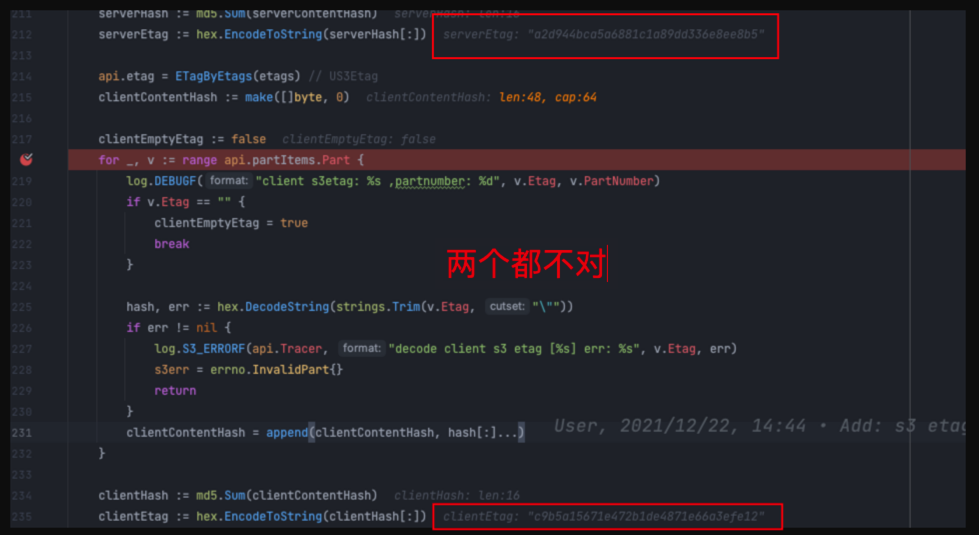 211 serverHash := md5.Sum(serverContentHash) serverHash: len:16
212 serverEtag := hex.EncodeToString(serverHash[:]) serverEtag: "a2d944bca5a6881c1a89dd336e8ee8b5"
213
214 api.etag = ETagByEtags(etags) // US3Etag
215 clientContentHash := make([]byte, 0) clientContentHash: len:48, cap:64
216
217 clientEmptyEtag := false clientEmptyEtag: false
for _, v := range api.partItems.Part {
219 log.DEBUGF( format: "client s3etag: %s ,partnumber: %d", v.Etag, v.PartNumber)
220 if v.Etag == "" {
221 clientEmptyEtag = true
222 break
223 }
两个都不对
224
225 hash, err := hex.DecodeString(strings.Trim(v.Etag, cutset: "\""))
226 if err != nil {
227 log.S3_ERRORF(api.Tracer, format: "decode client s3 etag [%s] err: %s", v.Etag, err)
228 s3err = errno.InvalidPart{}
229 return
230 }
231 clientContentHash = append(clientContentHash, hash[:]...) User, 2021/12/22, 14:44 • Add: s3 etag
232 }
233
234 clientHash := md5.Sum(clientContentHash) clientHash: len:16
235 clientEtag := hex.EncodeToString(clientHash[:]) clientEtag: "c9b5a15671e472b1de4871e66a3efe12"